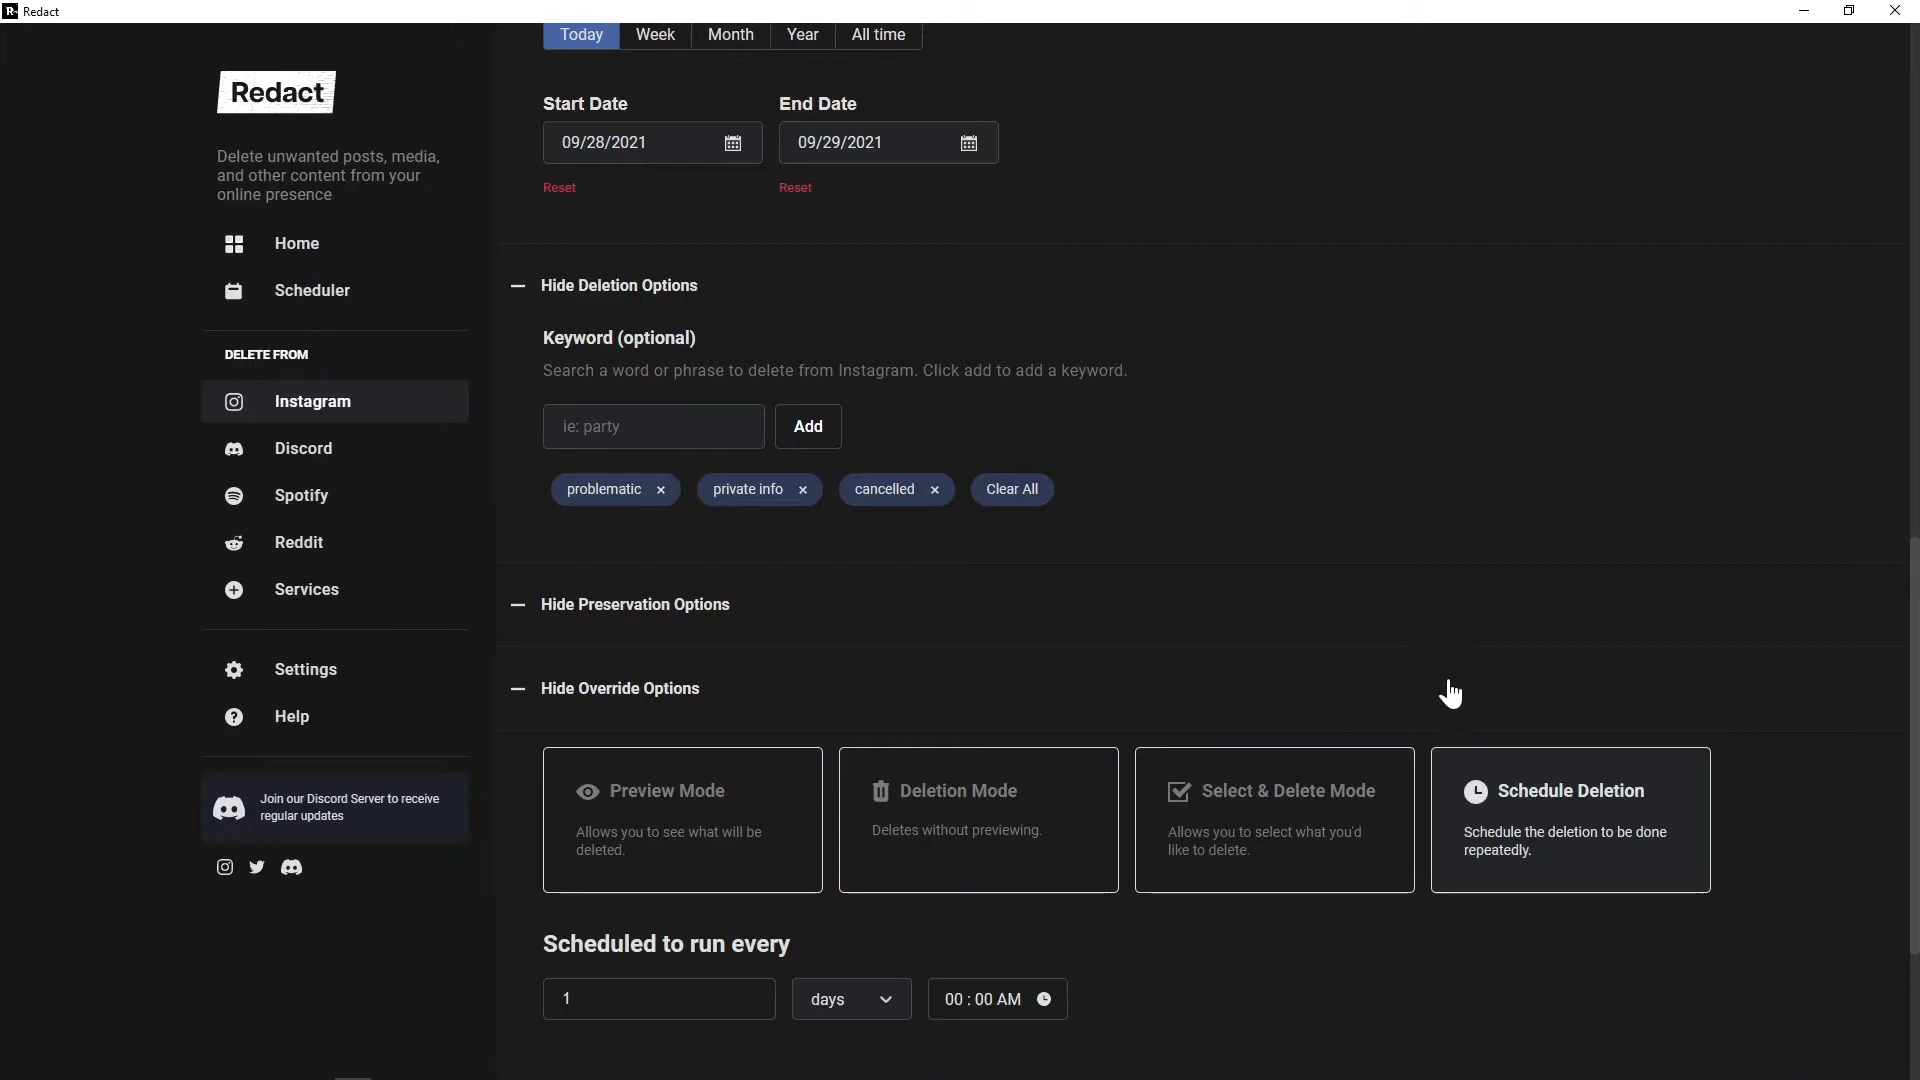 Redact
Today Week Month Year All time
Redact
Start Date End Date
09/28/2021 09/29/2021
Delete unwanted posts, media,
and other content from your
online presence
Reset Reset
Home
Scheduler
Hide Deletion Options
Keyword (optional)
Search a word or phrase to delete from Instagram. Click add to add a keyword.
DELETE FROM
Instagram
ie: party Add
Discord
problematic × private info × cancelled × Clear All
Spotify
Reddit
Services
Hide Preservation Options
Settings
Hide Override Options
Help
Preview Mode
Allows you to see what will be
deleted.
Deletion Mode
Deletes without previewing.
Select & Delete Mode
Allows you to select what you'd
like to delete.
Schedule Deletion
Schedule the deletion to be done
repeatedly.
Join our Discord Server to receive
regular updates
Scheduled to run every
1 days 00 : 00 AM